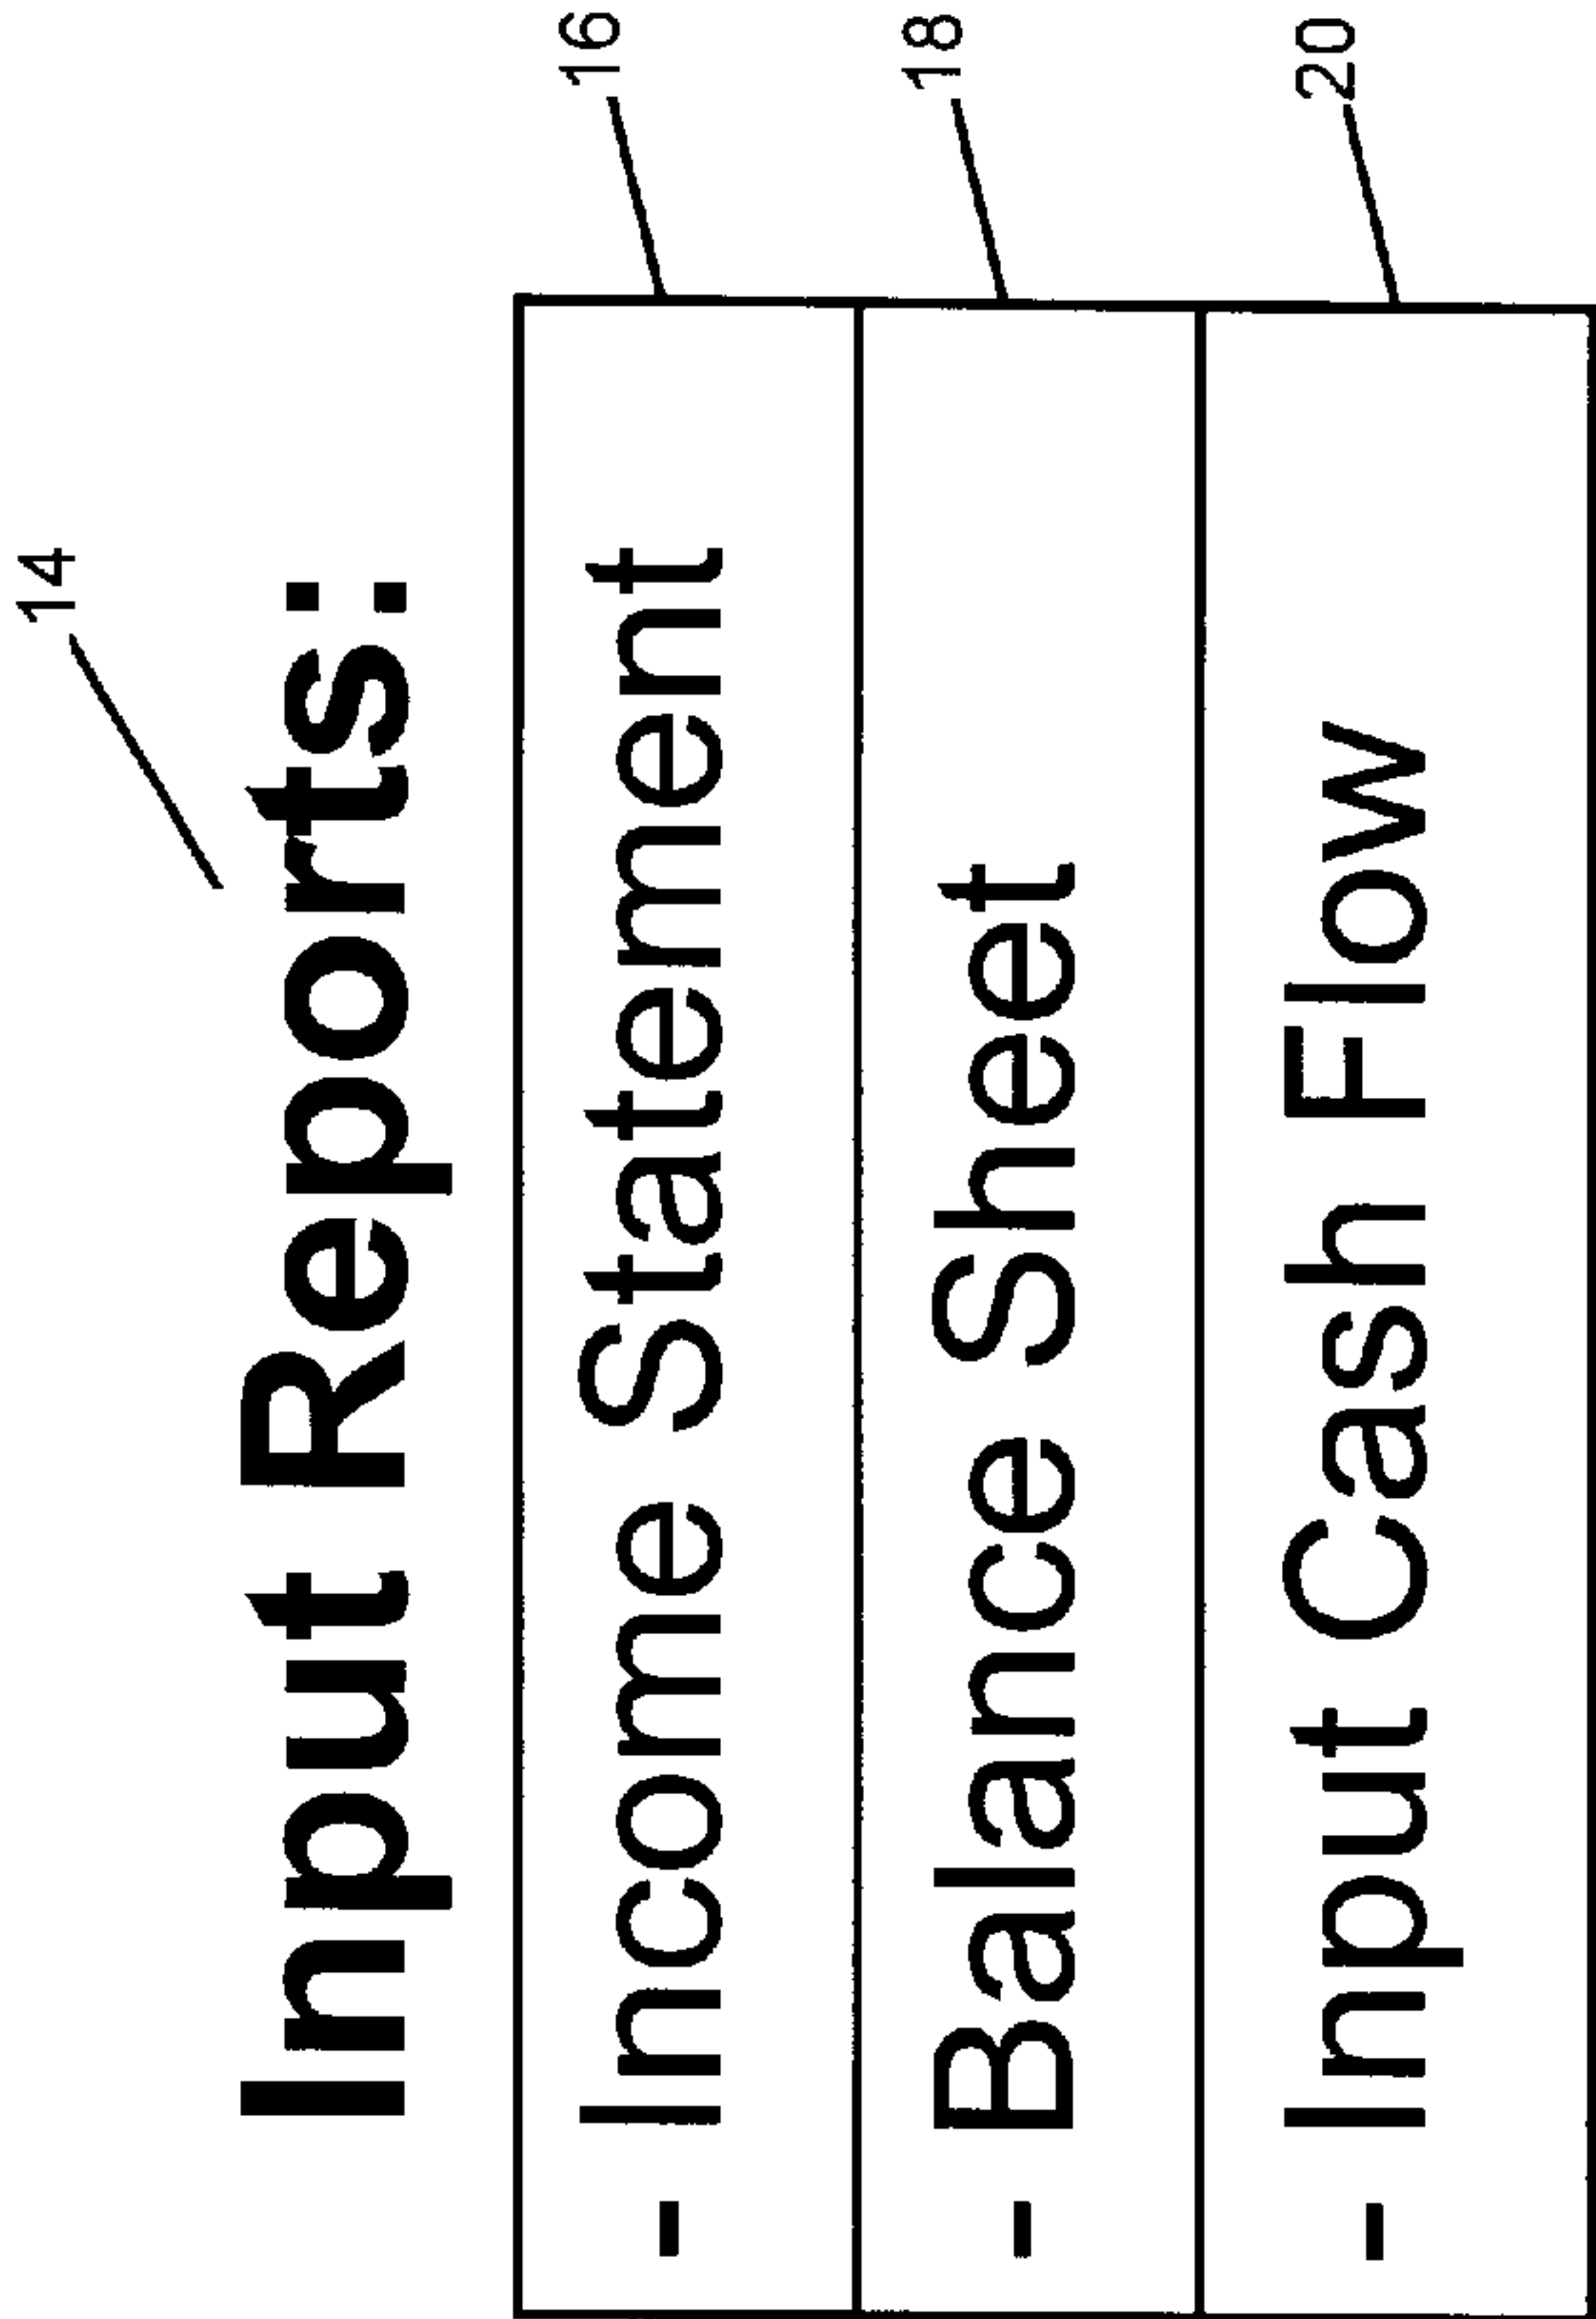 14
Input Reports:
- Income Statement 16
- Balance Sheet 18
- Input Cash Flow 20